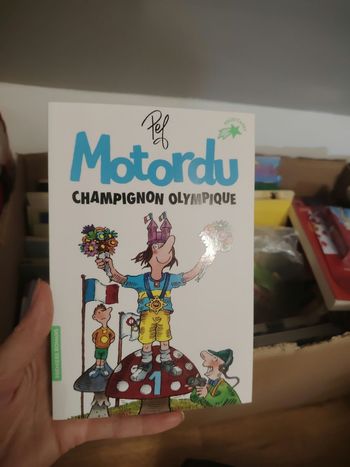 Pef
Motordu
CHAMPIGNON OLYMPIQUE
1